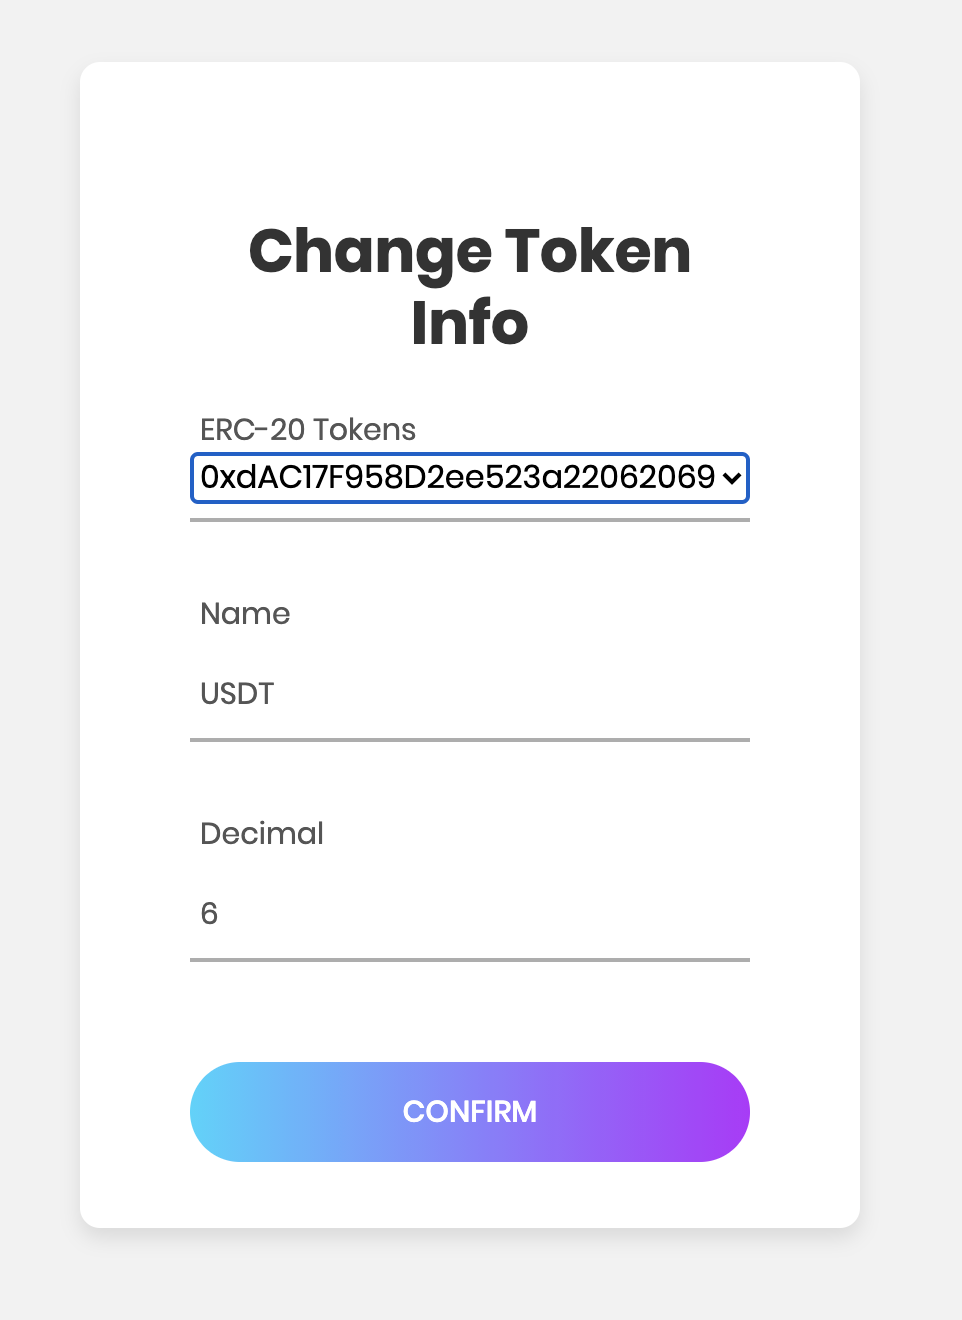 Change Token
Info
ERC-20 Tokens
0xdAC17F958D2ee523a22062069
Name
USDT
Decimal
6
CONFIRM